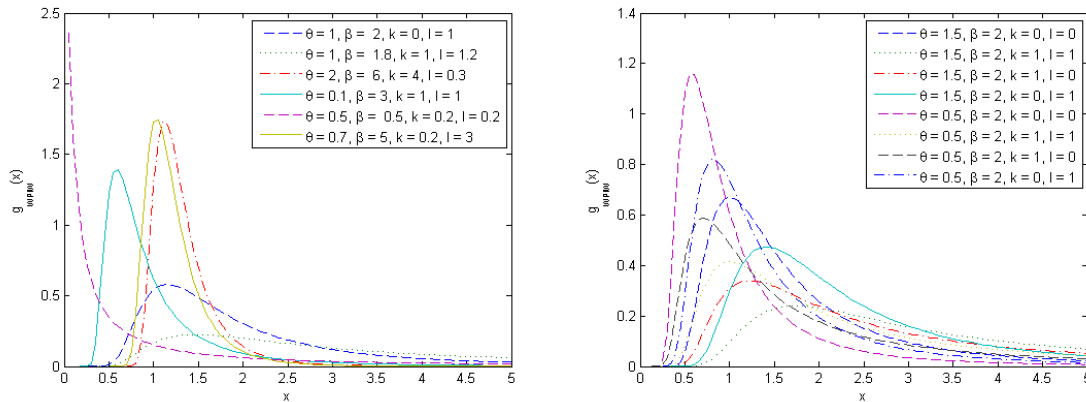 2.5
2
1.5
1
0.5
0
0 0.5 1 1.5 2 2.5 3 3.5 4 4.5 5
x
θ = 1, β = 2, k = 0, l = 1
θ = 1, β = 1.8, k = 1, l = 1.2
θ = 2, β = 6, k = 4, l = 0.3
θ = 0.1, β = 3, k = 1, l = 1
θ = 0.5, β = 0.5, k = 0.2, l = 0.2
θ = 0.7, β = 5, k = 0.2, l = 3
1.4
1.2
1
0.8
0.6
0.4
0.2
0
0 0.5 1 1.5 2 2.5 3 3.5 4 4.5 5
x
θ = 1.5, β = 2, k = 0, l = 0
θ = 1.5, β = 2, k = 1, l = 1
θ = 1.5, β = 2, k = 1, l = 0
θ = 1.5, β = 2, k = 0, l = 1
θ = 0.5, β = 2, k = 0, l = 0
θ = 0.5, β = 2, k = 1, l = 1
θ = 0.5, β = 2, k = 1, l = 0
θ = 0.5, β = 2, k = 0, l = 1